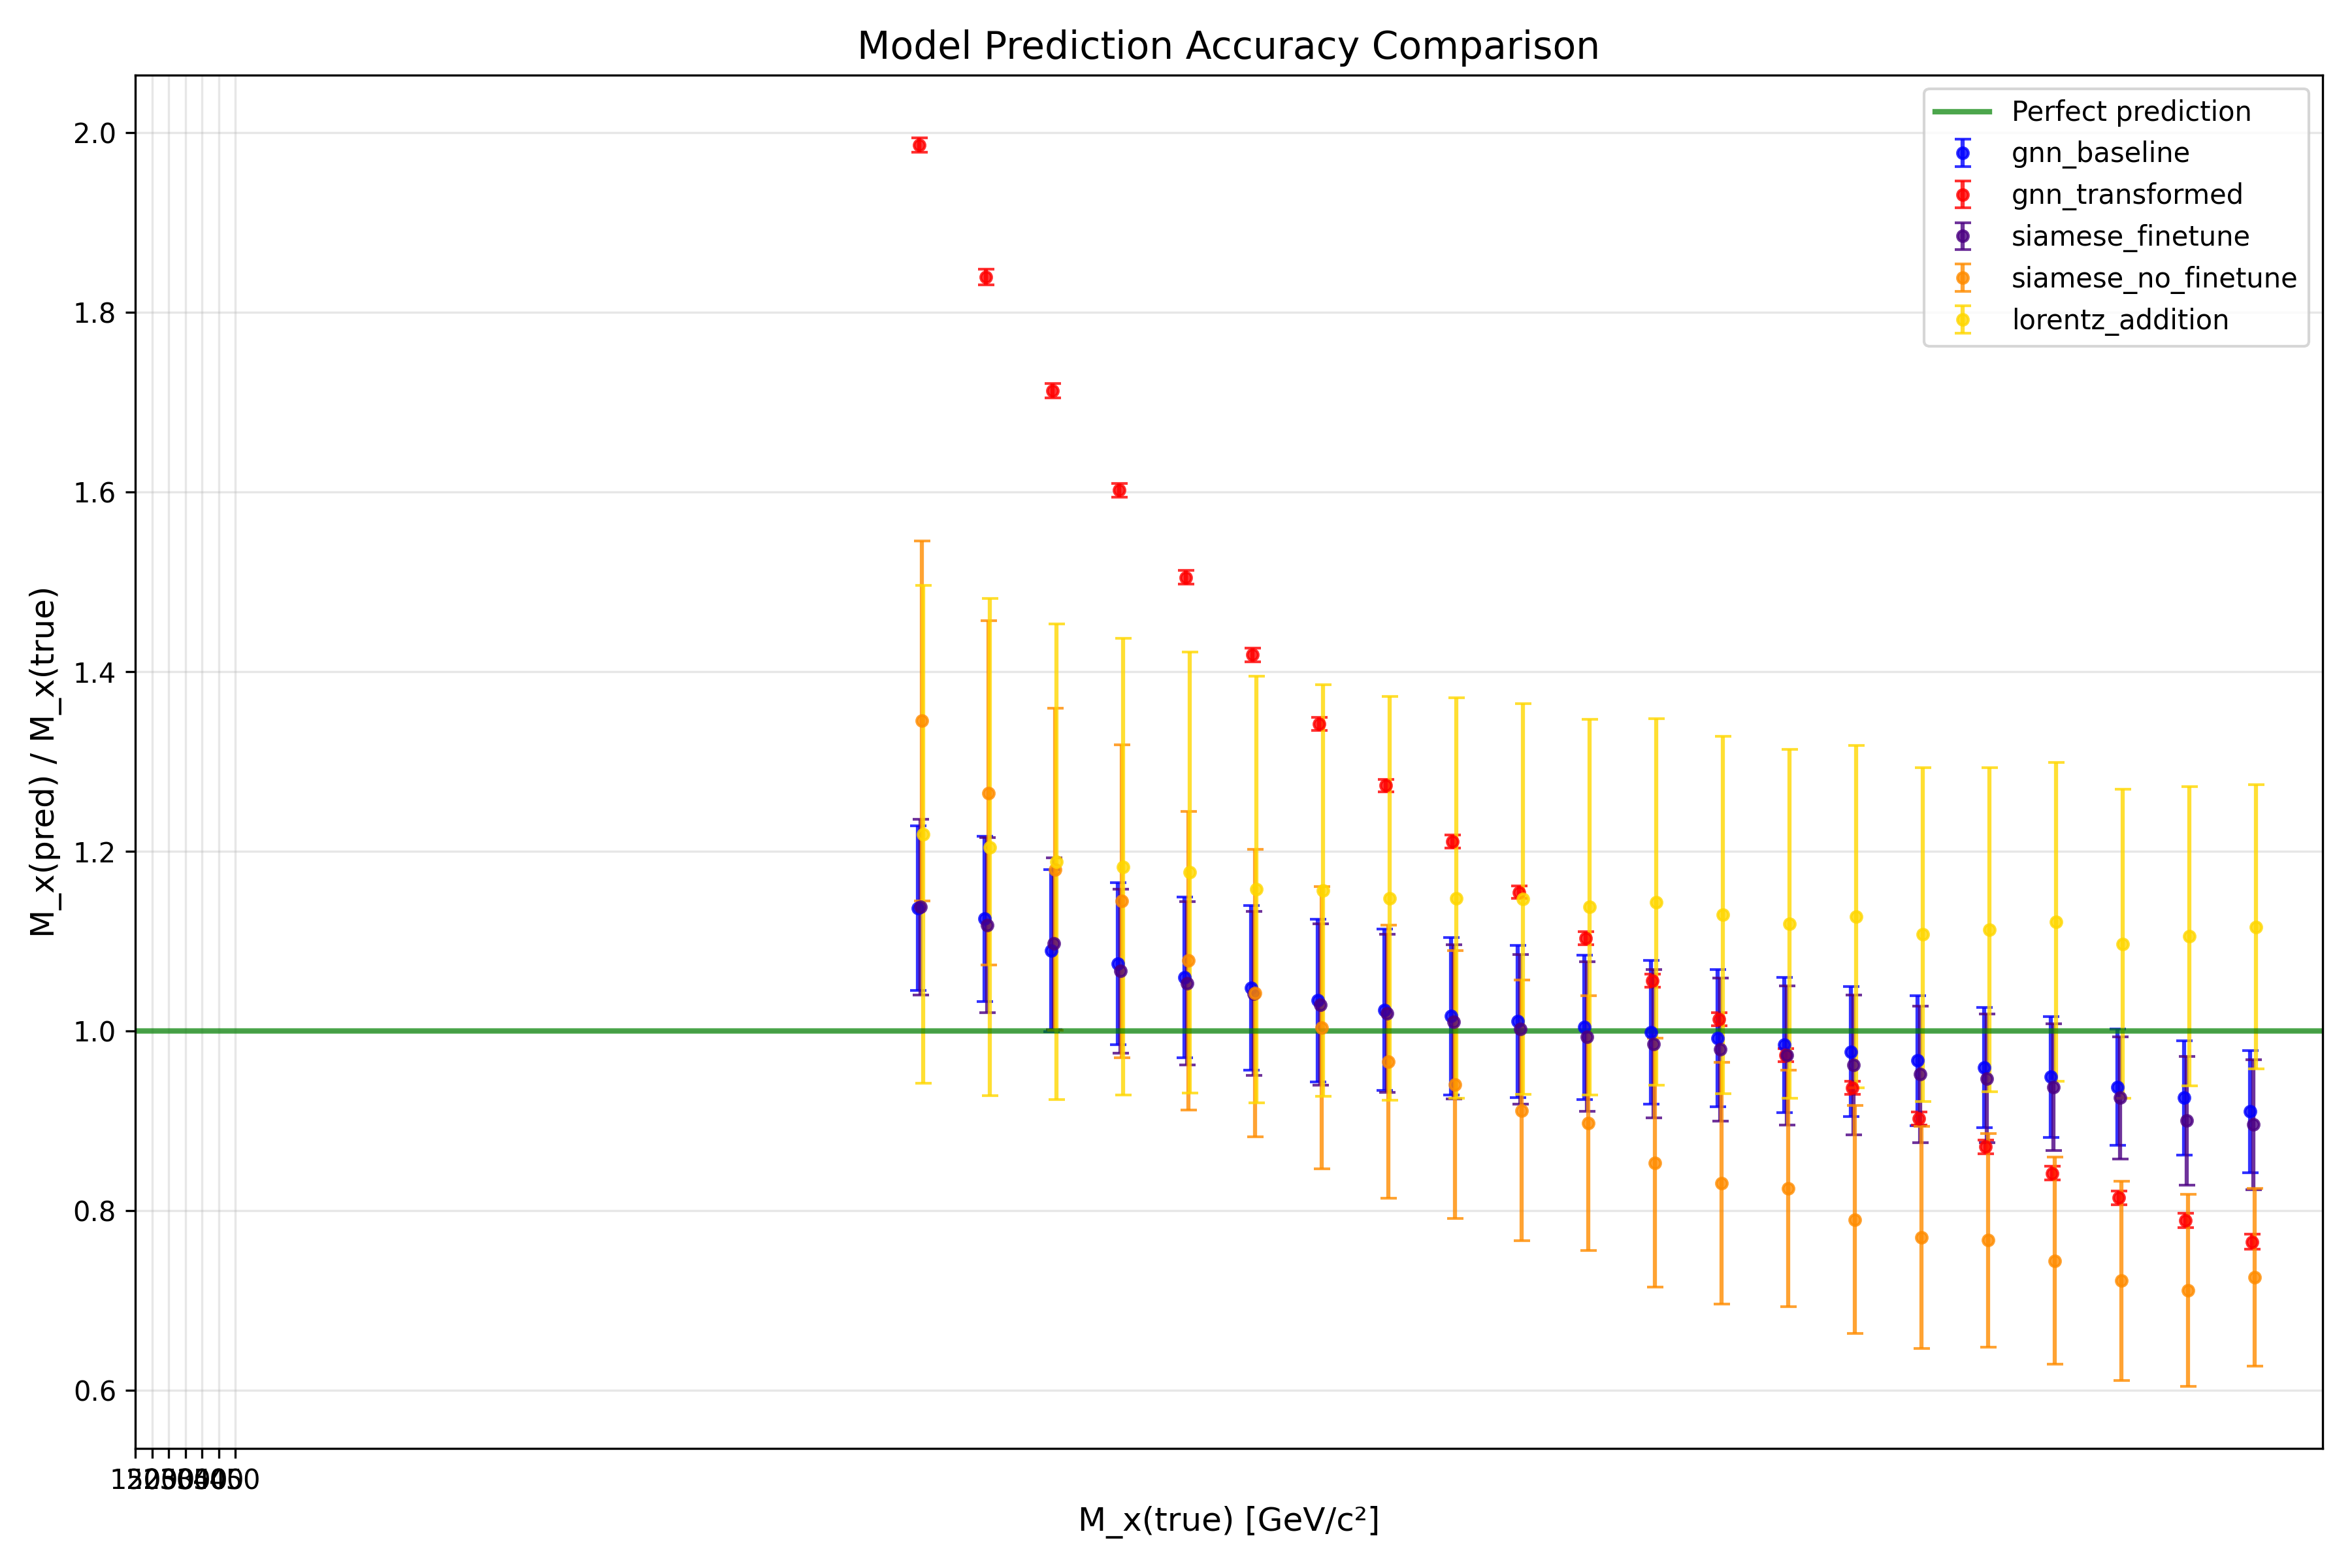 Model Prediction Accuracy Comparison
2.0
1.8
1.6
1.4
1.2
1.0
0.8
0.6
M_x(pred) / M_x(true)
Perfect prediction
gnn_baseline
gnn_transformed
siamese_finetune
siamese_no_finetune
lorentz_addition
M_x(true) [GeV/c²]